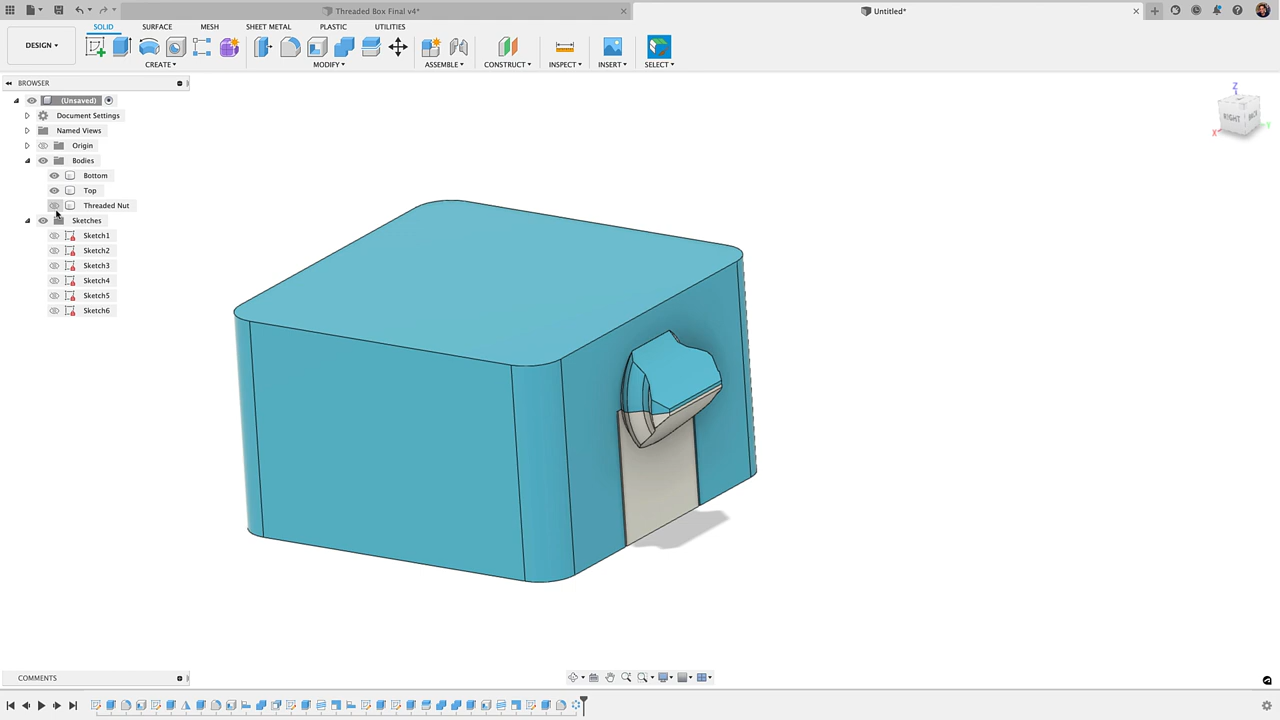 Threaded Box Final v4*
Untitled*
DESIGN
SOLID SURFACE MESH SHEET METAL PLASTIC UTILITIES
CREATE MODIFY ASSEMBLE CONSTRUCT INSPECT INSERT SELECT
BROWSER
(Unsaved)
Document Settings
Named Views
Origin
Bodies
Bottom
Top
Threaded Nut
Sketches
Sketch1
Sketch2
Sketch3
Sketch4
Sketch5
Sketch6
Z
RIGHT BACK
X Y
COMMENTS